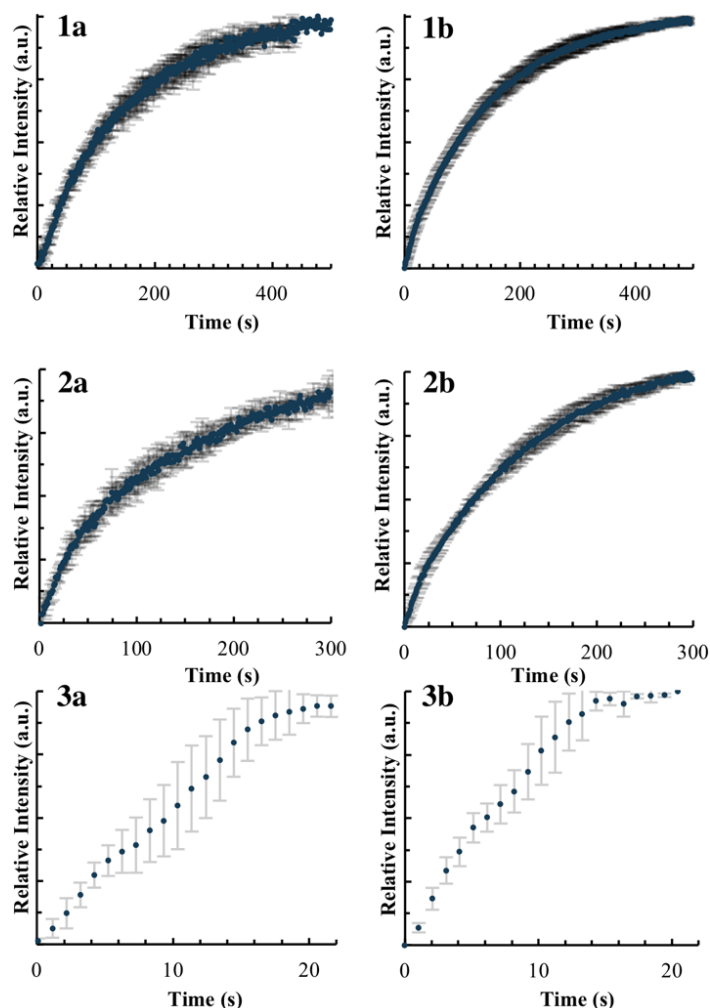 1a
Relative Intensity (a.u.)
0 200 400
Time (s)
1b
Relative Intensity (a.u.)
0 200 400
Time (s)
2a
Relative Intensity (a.u.)
0 100 200 300
Time (s)
2b
Relative Intensity (a.u.)
0 100 200 300
Time (s)
3a
Relative Intensity (a.u.)
0 10 20
Time (s)
3b
Relative Intensity (a.u.)
0 10 20
Time (s)